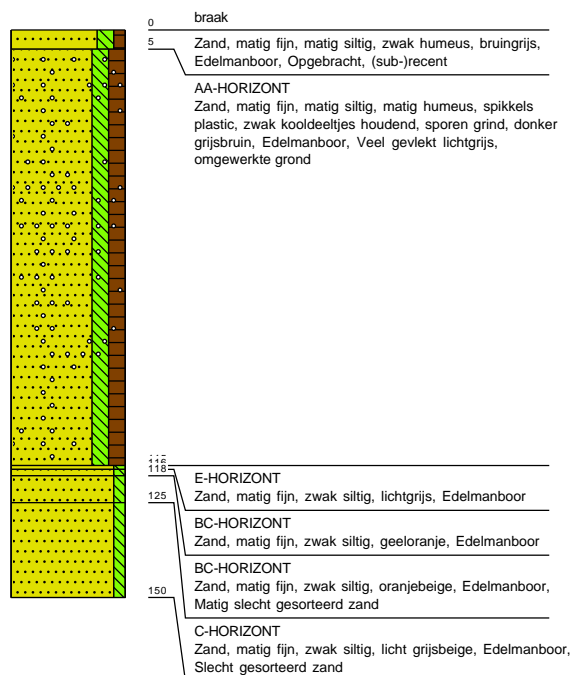 0
braak
5
Zand, matig fijn, matig siltig, zwak humeus, bruingrijs,
Edelmanboor, Opgebracht, (sub-)recent
AA-HORIZONT
Zand, matig fijn, matig siltig, matig humeus, spikkels
plastic, zwak kooldeeltjes houdend, sporen grind, donker
grijsbruin, Edelmanboor, Veel gevlekt lichtgrijs,
omgewerkte grond
118
E-HORIZONT
Zand, matig fijn, zwak siltig, lichtgrijs, Edelmanboor
125
BC-HORIZONT
Zand, matig fijn, zwak siltig, geeloranje, Edelmanboor
BC-HORIZONT
Zand, matig fijn, zwak siltig, oranjebeige, Edelmanboor,
Matig slecht gesorteerd zand
150
C-HORIZONT
Zand, matig fijn, zwak siltig, licht grijsbeige, Edelmanboor,
Slecht gesorteerd zand